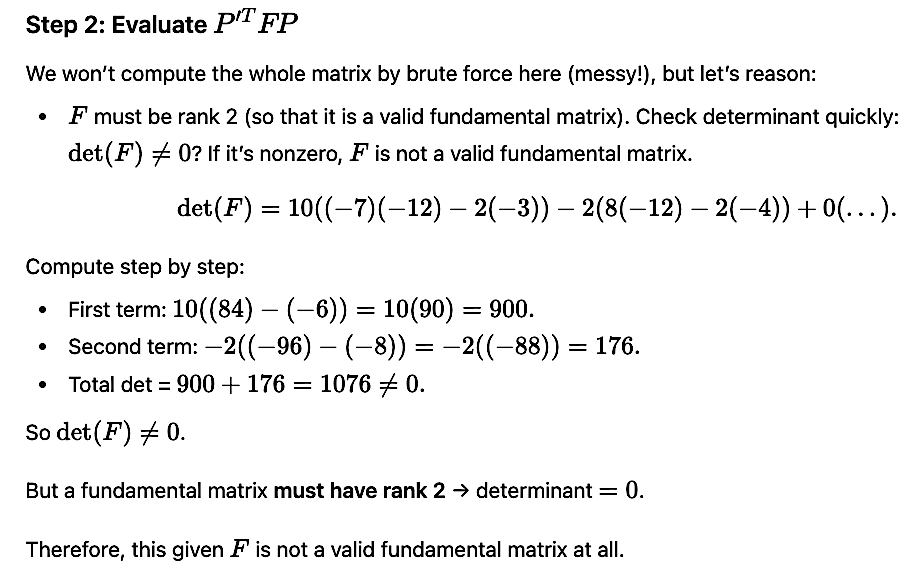 Step 2: Evaluate P′ᵀFP
We won't compute the whole matrix by brute force here (messy!), but let's reason:
• F must be rank 2 (so that it is a valid fundamental matrix). Check determinant quickly:
det(F) ≠ 0? If it's nonzero, F is not a valid fundamental matrix.
det(F) = 10((−7)(−12) − 2(−3)) − 2(8(−12) − 2(−4)) + 0(...).
Compute step by step:
• First term: 10((84) − (−6)) = 10(90) = 900.
• Second term: −2((−96) − (−8)) = −2((−88)) = 176.
• Total det = 900 + 176 = 1076 ≠ 0.
So det(F) ≠ 0.
But a fundamental matrix must have rank 2 → determinant = 0.
Therefore, this given F is not a valid fundamental matrix at all.